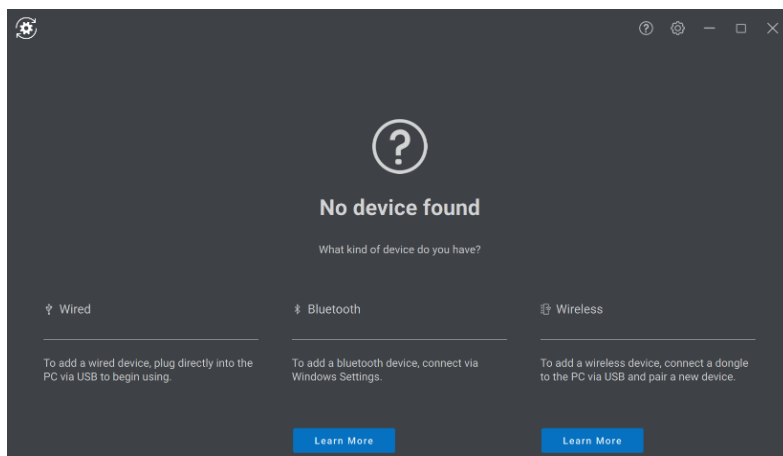 No device found
What kind of device do you have?
Wired
To add a wired device, plug directly into the
PC via USB to begin using.
Bluetooth
To add a bluetooth device, connect via
Windows Settings.
Learn More
Wireless
To add a wireless device, connect a dongle
to the PC via USB and pair a new device.
Learn More